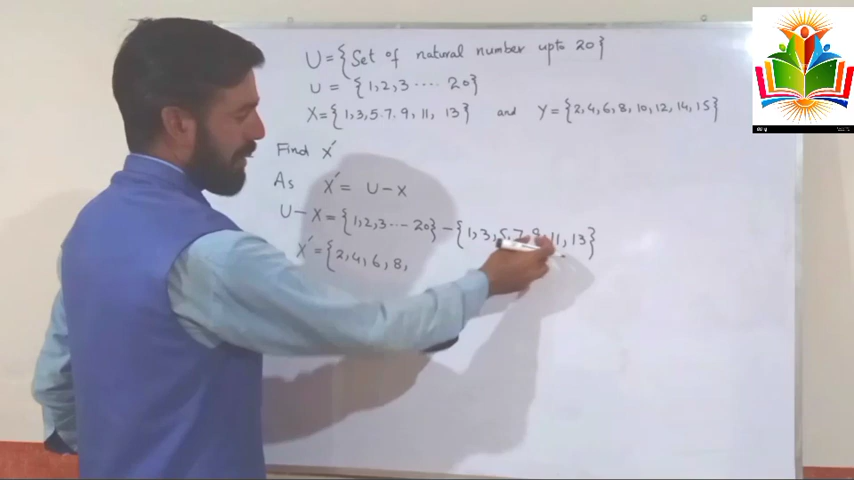 U = {Set of natural number upto 20}
U = {1,2,3 .... 20}
X = {1,3,5.7.9,11, 13} and Y = {2,4,6,8,10,12,14,15}
Find X′
As X′ = U - X
U - X = {1,2,3 ... 20} - {1,3,5,7,9,11,13}
X′ = {2,4,6,8,